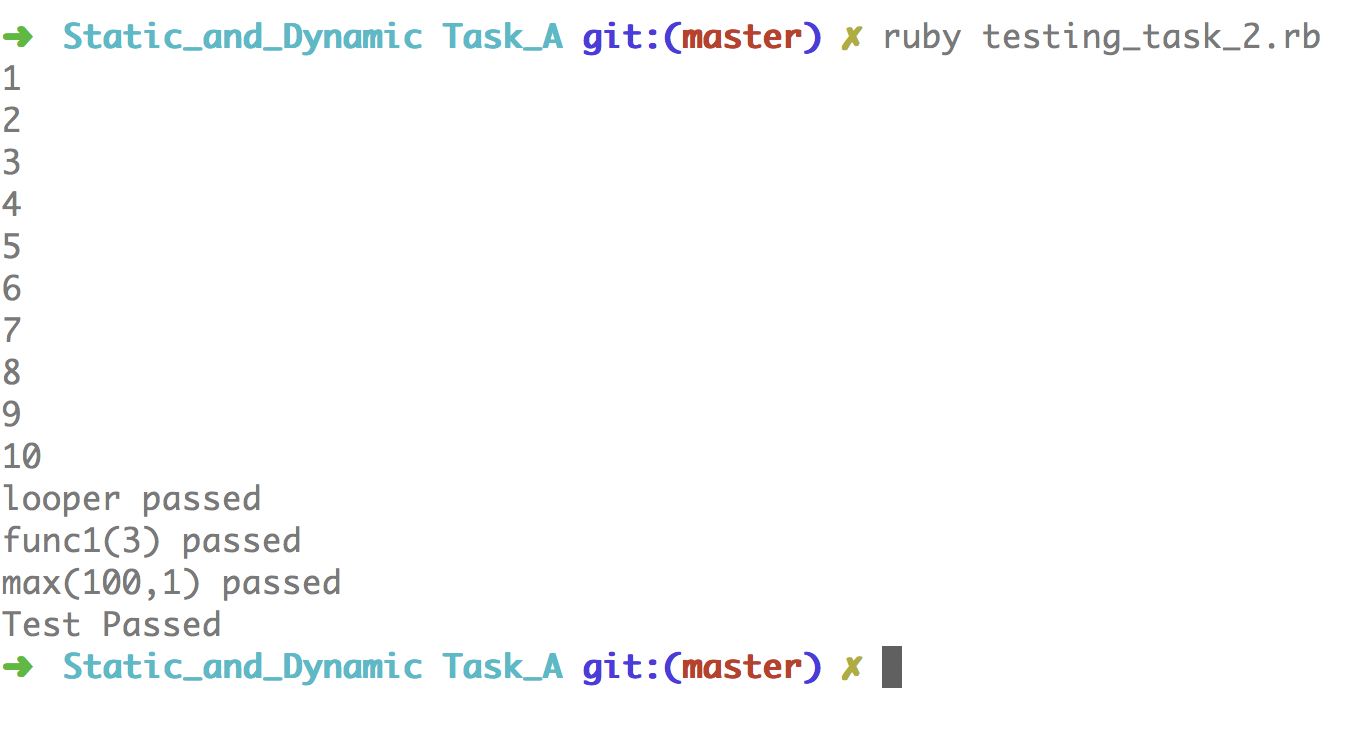 ➜ Static_and_Dynamic Task_A git:(master) ✗ ruby testing_task_2.rb
1
2
3
4
5
6
7
8
9
10
looper passed
func1(3) passed
max(100,1) passed
Test Passed
➜ Static_and_Dynamic Task_A git:(master) ✗